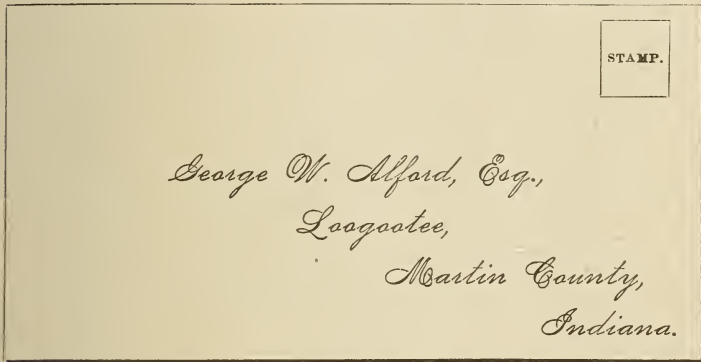 STAMP.
George W. Alford, Esq.,
Loogootee,
Martin County,
Indiana.